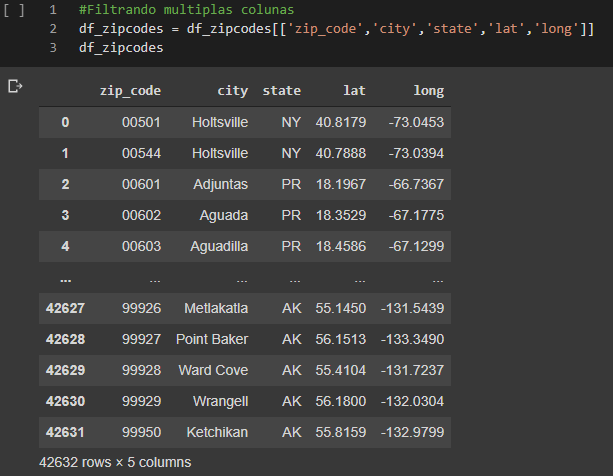 [ ] 1 #Filtrando multiplas colunas
2 df_zipcodes = df_zipcodes[['zip_code','city','state','lat','long']]
3 df_zipcodes
zip_code city state lat long
0 00501 Holtsville NY 40.8179 -73.0453
1 00544 Holtsville NY 40.7888 -73.0394
2 00601 Adjuntas PR 18.1967 -66.7367
3 00602 Aguada PR 18.3529 -67.1775
4 00603 Aguadilla PR 18.4586 -67.1299
... ... ... ... ... ...
42627 99926 Metlakatla AK 55.1450 -131.5439
42628 99927 Point Baker AK 56.1513 -133.3490
42629 99928 Ward Cove AK 55.4104 -131.7237
42630 99929 Wrangell AK 56.1800 -132.0304
42631 99950 Ketchikan AK 55.8159 -132.9799
42632 rows × 5 columns